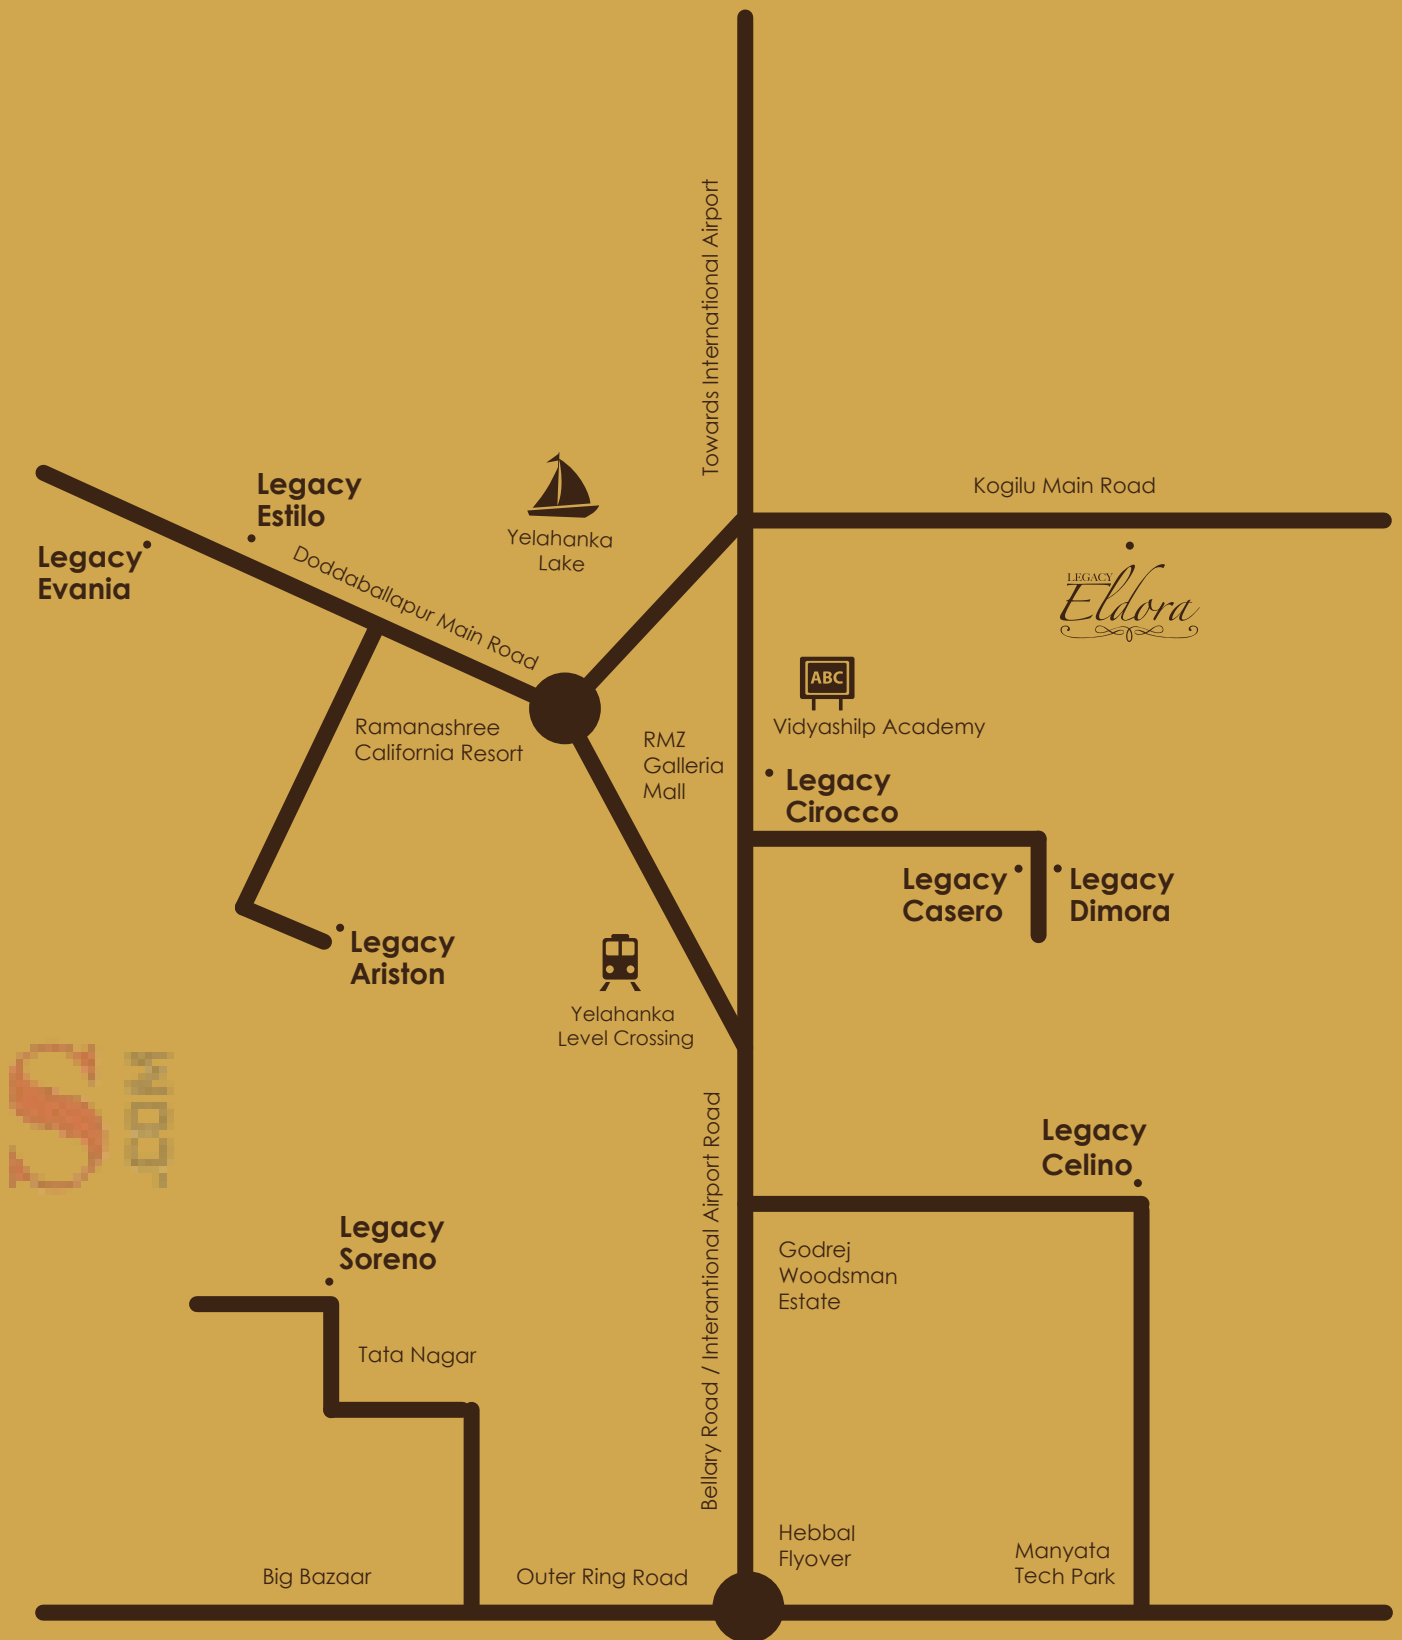 Towards International Airport
Legacy
Estilo
Kogilu Main Road
Yelahanka
Lake
Legacy
Evania
Doddaballapur Main Road
LEGACY
Eldora
ABC
Vidyashilp Academy
Ramanashree
California Resort
RMZ
Galleria
Mall
Legacy
Cirocco
Legacy
Casero
Legacy
Dimora
Legacy
Ariston
Yelahanka
Level Crossing
S
.COM
Bellary Road / Interantional Airport Road
Legacy
Celino
Legacy
Soreno
Godrej
Woodsman
Estate
Tata Nagar
Hebbal
Flyover
Manyata
Tech Park
Big Bazaar
Outer Ring Road